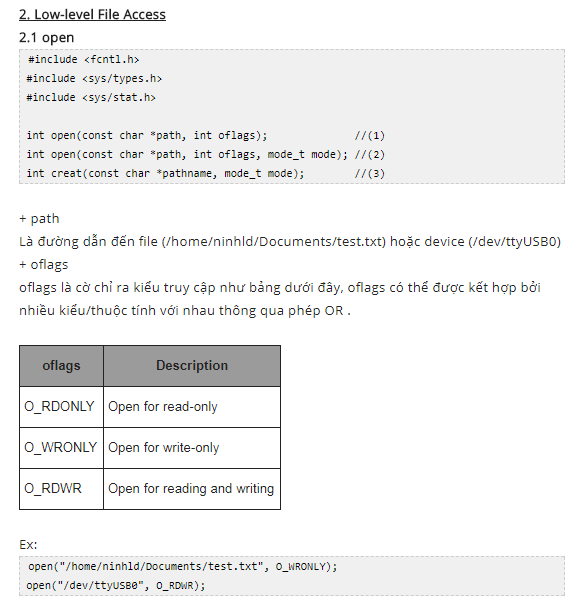 2. Low-level File Access
2.1 open
#include <fcntl.h>
#include <sys/types.h>
#include <sys/stat.h>
int open(const char *path, int oflags); //(1)
int open(const char *path, int oflags, mode_t mode); //(2)
int creat(const char *pathname, mode_t mode); //(3)
+ path
Là đường dẫn đến file (/home/ninhld/Documents/test.txt) hoặc device (/dev/ttyUSB0)
+ oflags
oflags là cờ chỉ ra kiểu truy cập như bảng dưới đây, oflags có thể được kết hợp bởi
nhiều kiểu/thuộc tính với nhau thông qua phép OR .
oflags Description
O_RDONLY Open for read-only
O_WRONLY Open for write-only
O_RDWR Open for reading and writing
Ex:
open("/home/ninhld/Documents/test.txt", O_WRONLY);
open("/dev/ttyUSB0", O_RDWR);